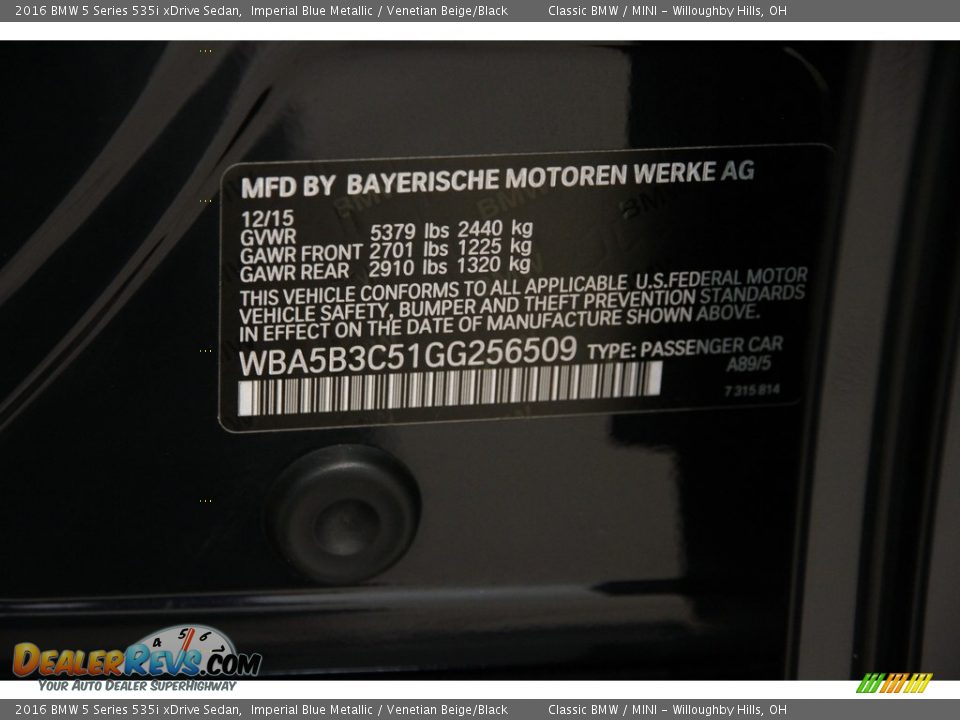 2016 BMW 5 Series 535i xDrive Sedan, Imperial Blue Metallic / Venetian Beige/Black Classic BMW / MINI - Willoughby Hills, OH
MFD BY BAYERISCHE MOTOREN WERKE AG
12/15
GVWR 5379 lbs 2440 kg
GAWR FRONT 2701 lbs 1225 kg
GAWR REAR 2910 lbs 1320 kg
THIS VEHICLE CONFORMS TO ALL APPLICABLE U.S.FEDERAL MOTOR
VEHICLE SAFETY, BUMPER AND THEFT PREVENTION STANDARDS
IN EFFECT ON THE DATE OF MANUFACTURE SHOWN ABOVE.
WBA5B3C51GG256509 TYPE: PASSENGER CAR
A89/5
7 315 814
4 5 6
DEALERREVS.COM
YOUR AUTO DEALER SUPERHIGHWAY
2016 BMW 5 Series 535i xDrive Sedan, Imperial Blue Metallic / Venetian Beige/Black Classic BMW / MINI - Willoughby Hills, OH